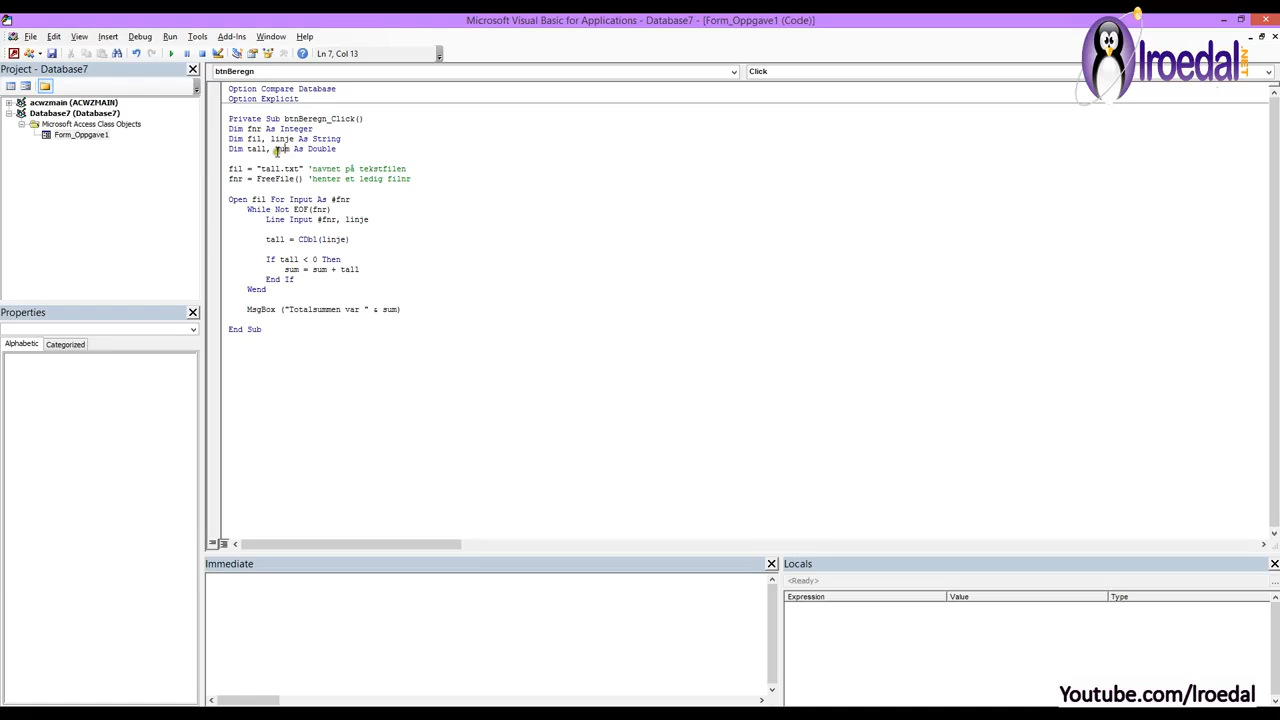 Microsoft Visual Basic for Applications - Database7 - [Form_Oppgave1 (Code)]
File Edit View Insert Debug Run Tools Add-Ins Window Help
Ln 7, Col 13
lroedal
.NET
Project - Database7
btnBeregn
Click
acwzmain (ACWZMAIN)
Database7 (Database7)
Microsoft Access Class Objects
Form_Oppgave1
Option Compare Database
Option Explicit
Private Sub btnBeregn_Click()
Dim fnr As Integer
Dim fil, linje As String
Dim tall, sum As Double
fil = "tall.txt" 'navnet på tekstfilen
fnr = FreeFile() 'henter et ledig filnr
Open fil For Input As #fnr
While Not EOF(fnr)
Line Input #fnr, linje
tall = CDbl(linje)
If tall < 0 Then
sum = sum + tall
End If
Wend
MsgBox ("Totalsummen var " & sum)
End Sub
Properties
Alphabetic Categorized
Immediate
Locals
<Ready>
...
Expression Value Type
Youtube.com/lroedal